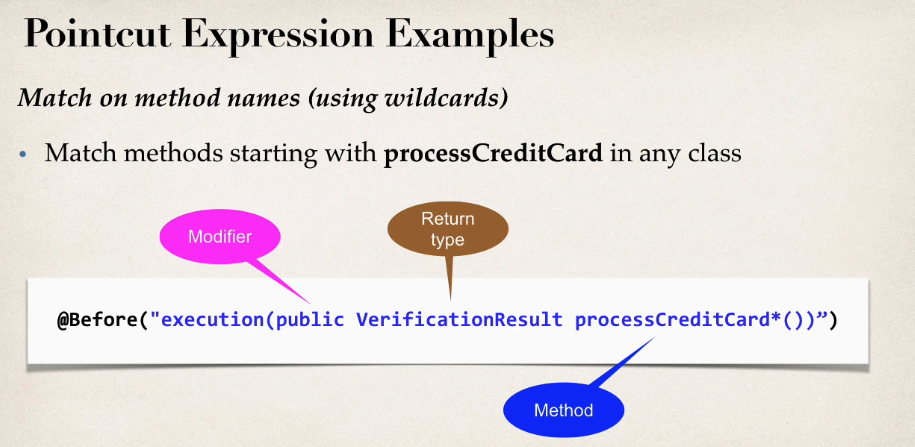 Pointcut Expression Examples
Match on method names (using wildcards)
• Match methods starting with processCreditCard in any class
Modifier
Return
type
@Before("execution(public VerificationResult processCreditCard*())”)
Method